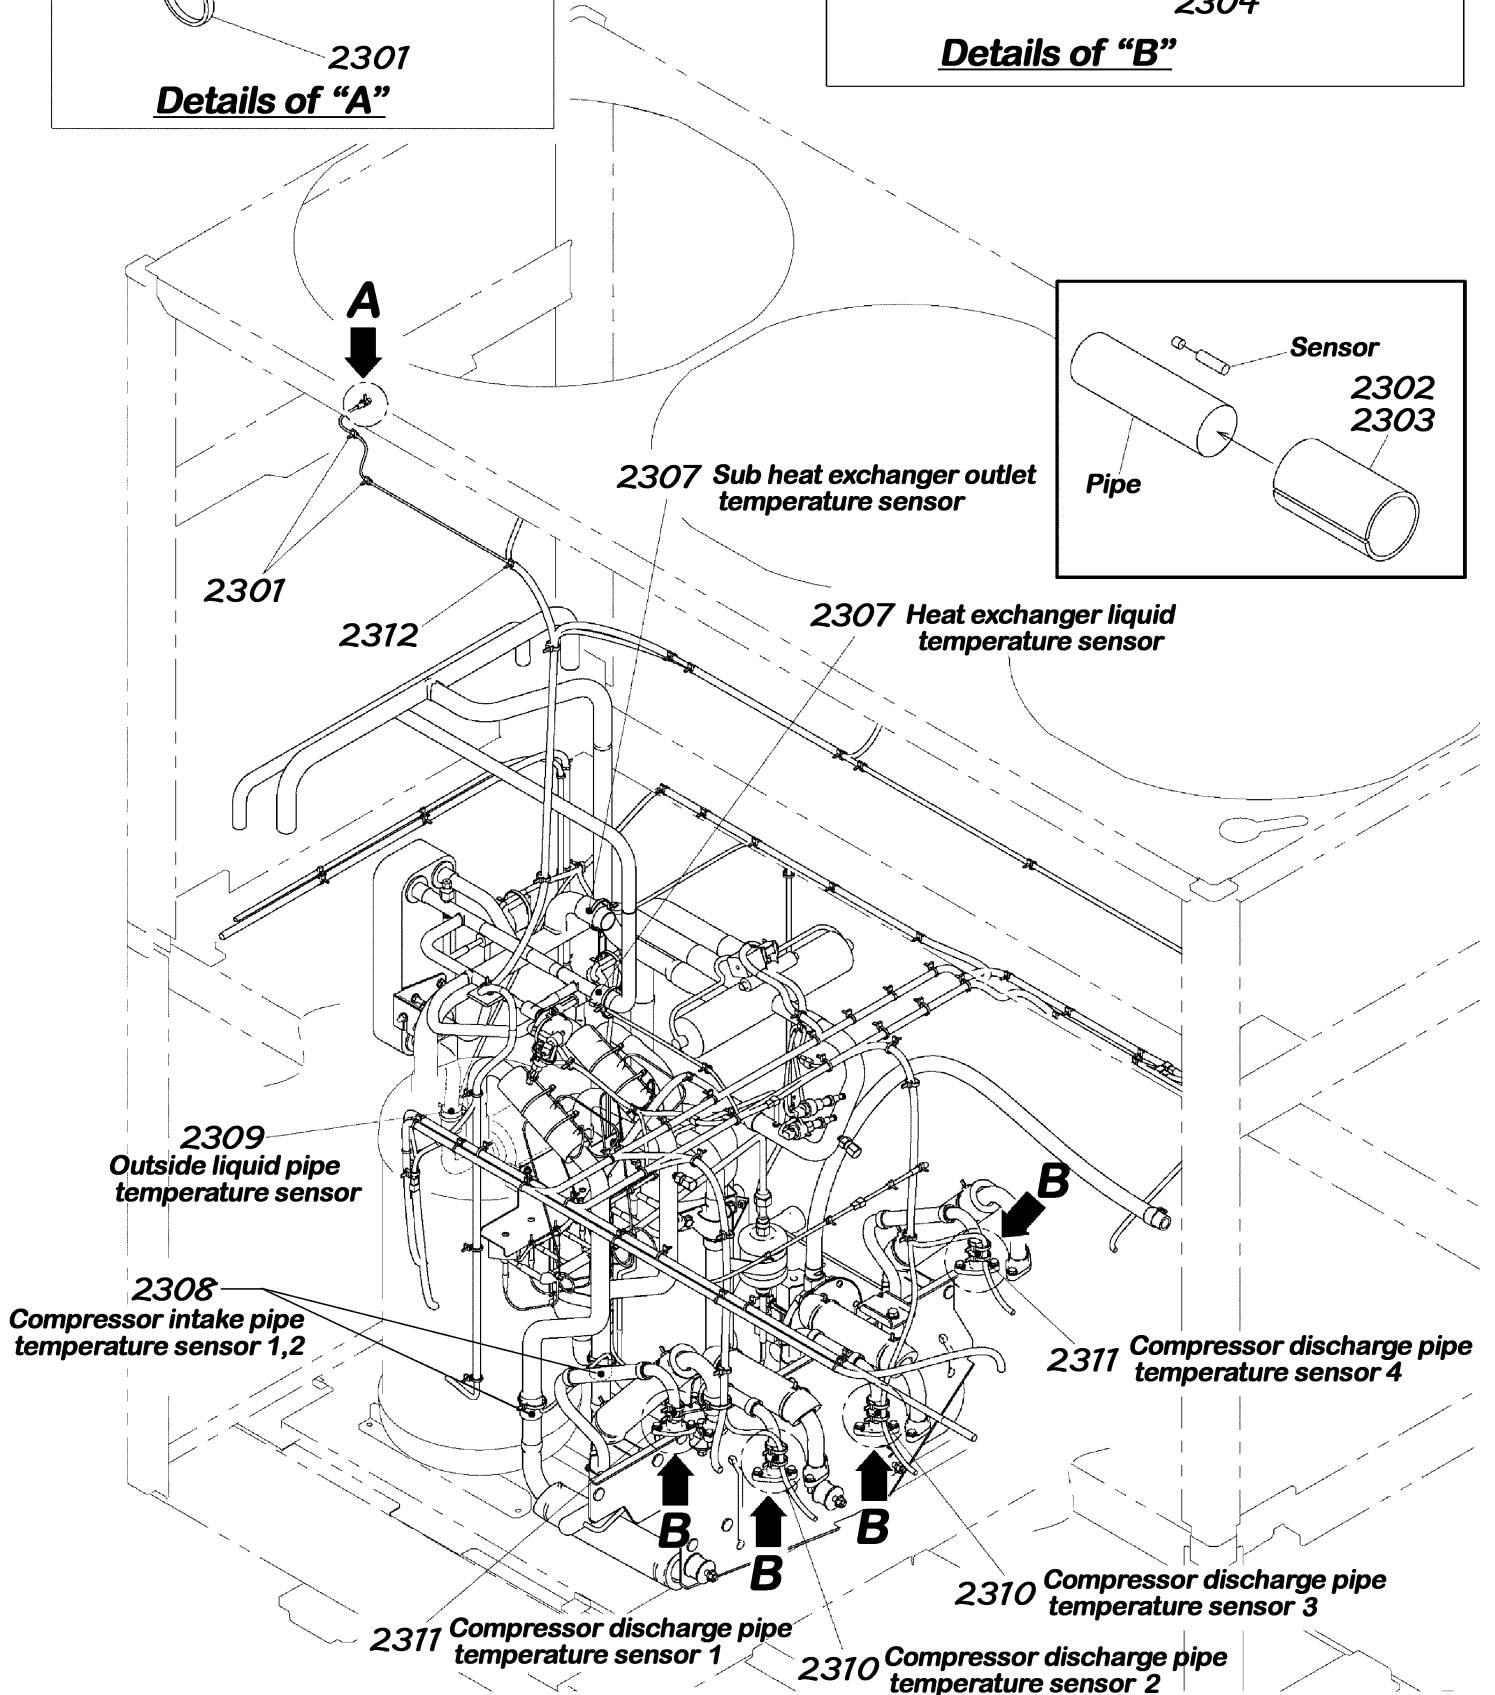 2304
2301
Details of “A”
Details of “B”
A
Sensor
2302
2303
Pipe
2307 Sub heat exchanger outlet
temperature sensor
2301
2312
2307 Heat exchanger liquid
temperature sensor
2309
Outside liquid pipe
temperature sensor
B
2308
Compressor intake pipe
temperature sensor 1,2
2311 Compressor discharge pipe
temperature sensor 4
B
B
B
2310 Compressor discharge pipe
temperature sensor 3
2311 Compressor discharge pipe
temperature sensor 1
2310 Compressor discharge pipe
temperature sensor 2